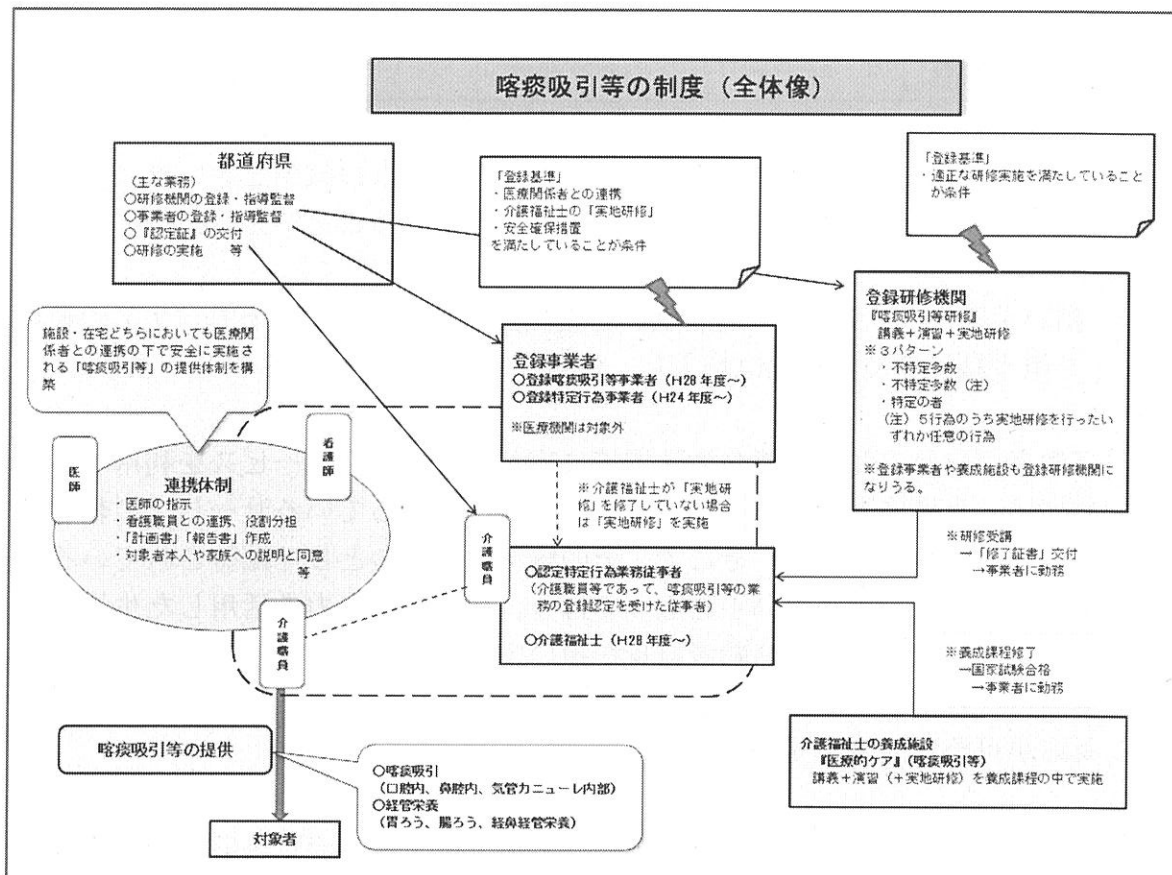 喀痰吸引等の制度（全体像）
都道府県
（主な業務）
○研修機関の登録・指導監督
○事業者の登録・指導監督
○『認定証』の交付
○研修の実施　等
「登録基準」
・医療関係者との連携
・介護福祉士の「実地研修」
・安全確保措置
を満たしていることが条件
「登録基準」
・適正な研修実施を満たしていること
が条件
施設・在宅どちらにおいても医療関
係者との連携の下で安全に実施さ
れる「喀痰吸引等」の提供体制を構
築
登録事業者
○登録喀痰吸引等事業者（H28年度～）
○登録特定行為事業者（H24年度～）
※医療機関は対象外
登録研修機関
『喀痰吸引等研修』
講義＋演習＋実地研修
※３パターン
・不特定多数
・不特定多数（注）
・特定の者
（注）５行為のうち実地研修を行ったい
ずれか任意の行為
※登録事業者や養成施設も登録研修機関に
なりうる。
医師
看護師
連携体制
・医師の指示
・看護職員との連携、役割分担
・「計画書」「報告書」作成
・対象者本人や家族への説明と同意
等
介護職員
※介護福祉士が「実地研
修」を修了していない場合
は「実地研修」を実施
介護職員
○認定特定行為業務従事者
（介護職員等であって、喀痰吸引等の業
務の登録認定を受けた従事者）
○介護福祉士（H28年度～）
※研修受講
→「修了証書」交付
→事業者に勤務
※養成課程修了
→国家試験合格
→事業者に勤務
介護福祉士の養成施設
『医療的ケア』（喀痰吸引等）
講義＋演習（＋実地研修）を養成課程の中で実施
喀痰吸引等の提供
○喀痰吸引
（口腔内、鼻腔内、気管カニューレ内部）
○経管栄養
（胃ろう、腸ろう、経鼻経管栄養）
対象者